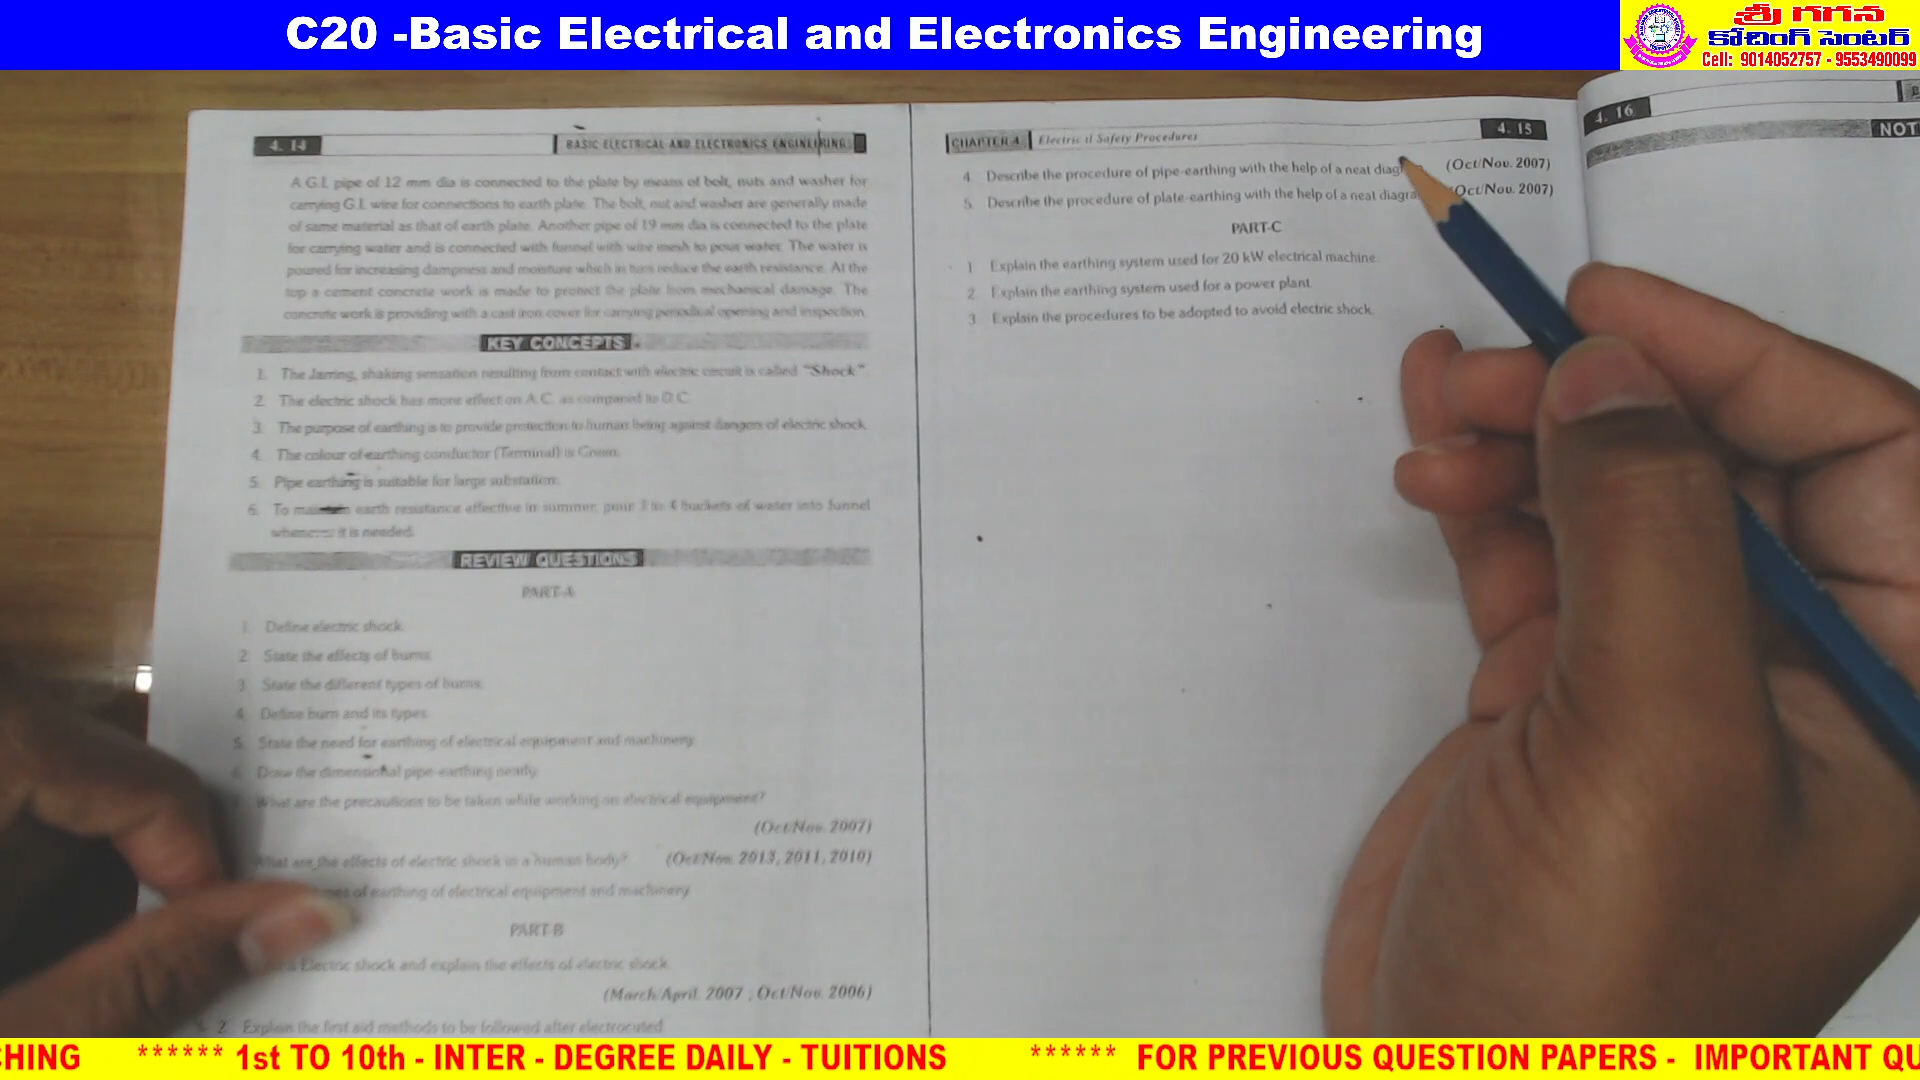 C20 -Basic Electrical and Electronics Engineering
శ్రీ గగన
కోచింగ్ సెంటర్
Cell: 9014052757 - 9553490099
4. 14
BASIC ELECTRICAL AND ELECTRONICS ENGINEERING
A G.I. pipe of 12 mm dia is connected to the plate by means of bolt, nuts and washer for
carrying G.I. wire for connections to earth plate. The bolt, nut and washer are generally made
of same material as that of earth plate. Another pipe of 19 mm dia is connected to the plate
for carrying water and is connected with funnel with wire mesh to pour water. The water is
poured for increasing dampness and moisture which in turn reduce the earth resistance. At the
top a cement concrete work is made to protect the plate from mechanical damage. The
concrete work is providing with a cast iron cover for carrying periodical opening and inspection.
KEY CONCEPTS
1. The Jarring, shaking sensation resulting from contact with electric circuit is called "Shock"
2. The electric shock has more effect on A.C. as compared to D.C.
3. The purpose of earthing is to provide protection to human being against dangers of electric shock.
4. The colour of earthing conductor (Terminal) is Green.
5. Pipe earthing is suitable for large substation.
6. To maintain earth resistance effective in summer, pour 3 to 4 buckets of water into funnel
whenever it is needed.
REVIEW QUESTIONS
PART-A
1. Define electric shock.
2. State the effects of burns.
3. State the different types of burns.
4. Define burn and its types.
5. State the need for earthing of electrical equipment and machinery.
6. Draw the dimensional pipe-earthing neatly.
What are the precautions to be taken while working on electrical equipment?
(Oct/Nov. 2007)
What are the effects of electric shock in a human body? (Oct/Nov. 2013, 2011, 2010)
of earthing of electrical equipment and machinery.
PART-B
Electric shock and explain the effects of electric shock.
(March/April. 2007 ; Oct/Nov. 2006)
2. Explain the first aid methods to be followed after electrocuted.
CHAPTER 4 Electrical Safety Procedures
4. 15
4. Describe the procedure of pipe-earthing with the help of a neat (Oct/Nov. 2007)
5. Describe the procedure of plate-earthing with the help of a neat Oct/Nov. 2007)
PART-C
1. Explain the earthing system used for 20 kW electrical machine.
2. Explain the earthing system used for a power plant.
3. Explain the procedures to be adopted to avoid electric shock.
4. 16
NOT
CHING ****** 1st TO 10th - INTER - DEGREE DAILY - TUITIONS ****** FOR PREVIOUS QUESTION PAPERS - IMPORTANT QU